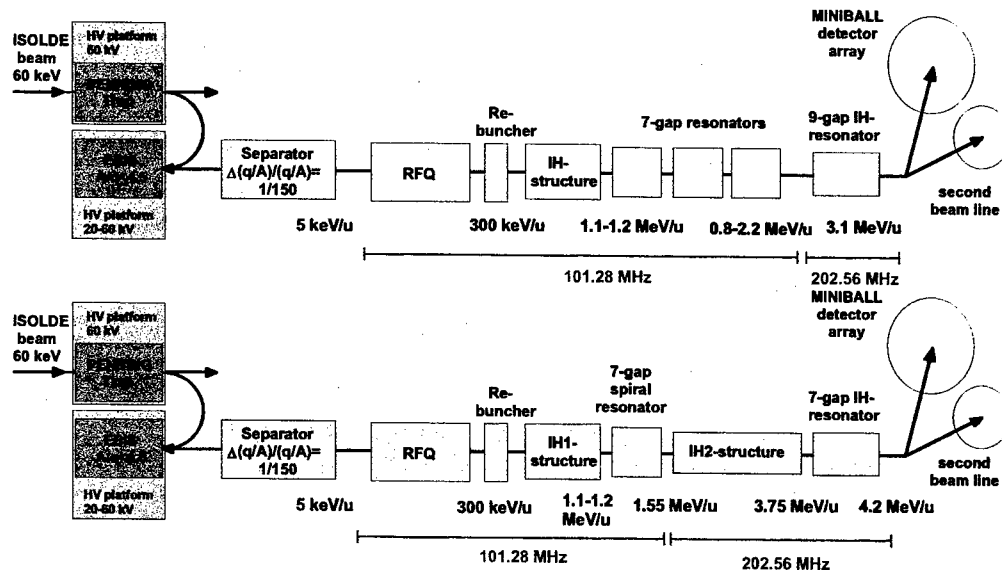 ISOLDE
beam
60 keV
HV platform
60 kV
HV platform
20-60 kV
Separator
Δ(q/A)/(q/A)=
1/150
RFQ
Re-
buncher
IH-
structure
7-gap resonators
9-gap IH-
resonator
MINIBALL
detector
array
second
beam line
5 keV/u
300 keV/u
1.1-1.2 MeV/u
0.8-2.2 MeV/u
3.1 MeV/u
101.28 MHz
202.56 MHz
ISOLDE
beam
60 keV
HV platform
60 kV
PENNING
Trap
HV platform
20-60 kV
Separator
Δ(q/A)/(q/A)=
1/150
RFQ
Re-
buncher
IH1-
structure
7-gap
spiral
resonator
IH2-structure
7-gap IH-
resonator
MINIBALL
detector
array
second
beam line
5 keV/u
300 keV/u
1.1-1.2
MeV/u
1.55 MeV/u
3.75 MeV/u
4.2 MeV/u
101.28 MHz
202.56 MHz